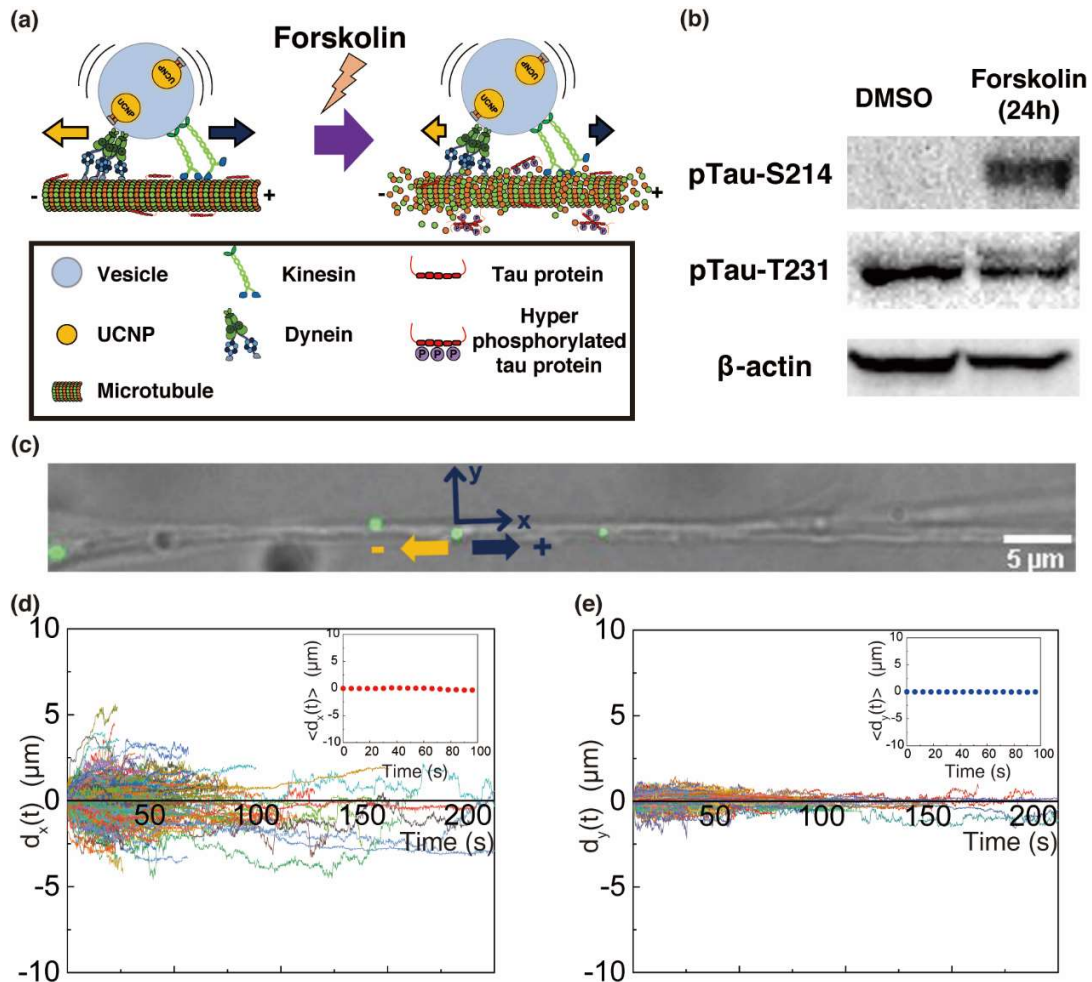 (a)
Forskolin
UCNP
UCNP
UCNP
UCNP
-
+
-
+
P P P
P P P
P P P
Vesicle
Kinesin
Tau protein
UCNP
Dynein
Hyper
phosphorylated
tau protein
P P P
Microtubule
(b)
DMSO
Forskolin
(24h)
pTau-S214
pTau-T231
β-actin
(c)
y
x
-
+
5 μm
(d)
10
5
0
-5
-10
d_x(t) (μm)
50
100
150
200
Time (s)
10
5
0
-5
-10
<d_x(t)> (μm)
0 20 40 60 80 100
Time (s)
(e)
10
5
0
-5
-10
d_y(t) (μm)
50
100
150
200
Time (s)
10
5
0
-5
-10
<d_y(t)> (μm)
0 20 40 60 80 100
Time (s)